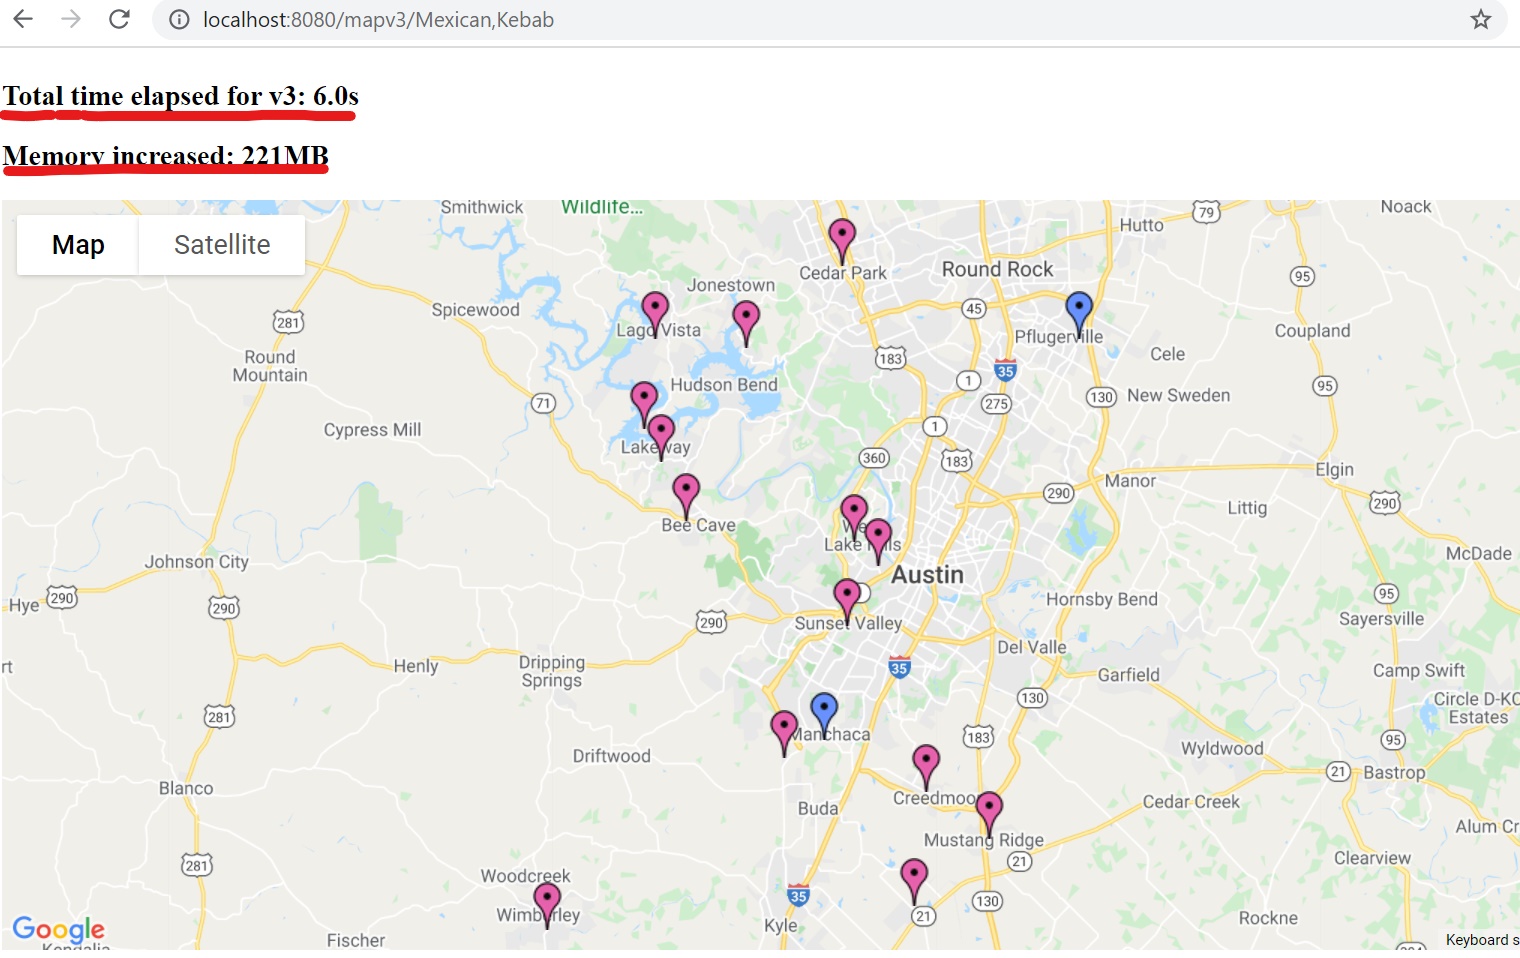 localhost:8080/mapv3/Mexican,Kebab
Total time elapsed for v3: 6.0s
Memory increased: 221MB
Map Satellite
Smithwick
Wildlife...
79
Noack
Hutto
Cedar Park
Round Rock
95
Jonestown
Spicewood
281
Lago Vista
45
Pflugerville
Coupland
Round
Mountain
183
Cele
35
Hudson Bend
1
95
71
275
130
New Sweden
Cypress Mill
1
Lakeway
360
183
Elgin
290
Manor
290
Littig
Bee Cave
Lake Hills
McDade
Johnson City
Austin
Hye
290
290
Hornsby Bend
95
290
Sunset Valley
Sayersville
Del Valle
rt
Henly
Dripping
Springs
35
Garfield
Camp Swift
130
Circle D-KC
Estates
281
Manchaca
183
95
Driftwood
Wyldwood
21
Bastrop
Blanco
Creedmoor
Buda
Cedar Creek
Mustang Ridge
Alum Cr
281
21
Clearview
Woodcreek
35
130
Wimberley
21
Kyle
Rockne
Google
Fischer
Kendalia
Keyboard s